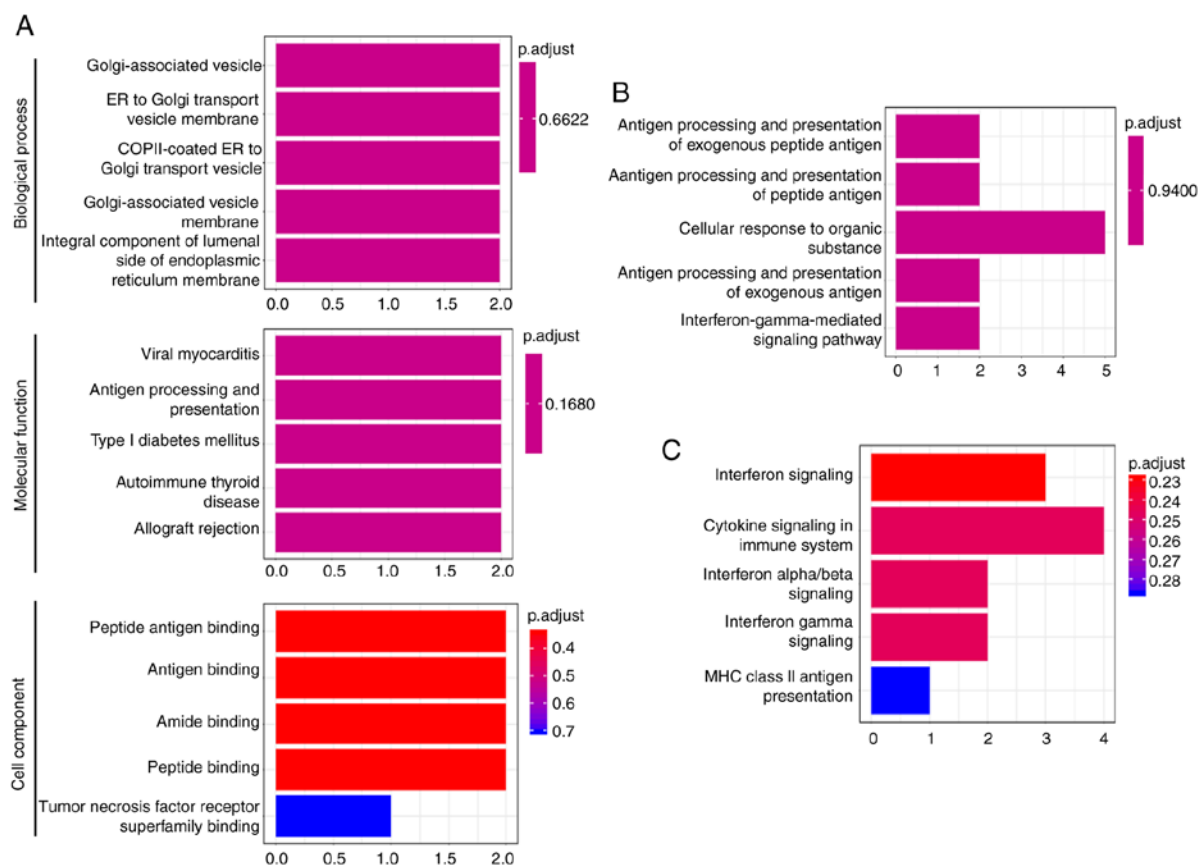 A
Biological process
Golgi-associated vesicle
ER to Golgi transport
vesicle membrane
COPII-coated ER to
Golgi transport vesicle
Golgi-associated vesicle
membrane
Integral component of lumenal
side of endoplasmic
reticulum membrane
0.0 0.5 1.0 1.5 2.0
p.adjust
0.6622
Molecular function
Viral myocarditis
Antigen processing and
presentation
Type I diabetes mellitus
Autoimmune thyroid
disease
Allograft rejection
0.0 0.5 1.0 1.5 2.0
p.adjust
0.1680
Cell component
Peptide antigen binding
Antigen binding
Amide binding
Peptide binding
Tumor necrosis factor receptor
superfamily binding
0.0 0.5 1.0 1.5 2.0
p.adjust
0.4
0.5
0.6
0.7
B
Antigen processing and presentation
of exogenous peptide antigen
Aantigen processing and presentation
of peptide antigen
Cellular response to organic
substance
Antigen processing and presentation
of exogenous antigen
Interferon-gamma-mediated
signaling pathway
0 1 2 3 4 5
p.adjust
0.9400
C
Interferon signaling
Cytokine signaling in
immune system
Interferon alpha/beta
signaling
Interferon gamma
signaling
MHC class II antigen
presentation
0 1 2 3 4
p.adjust
0.23
0.24
0.25
0.26
0.27
0.28